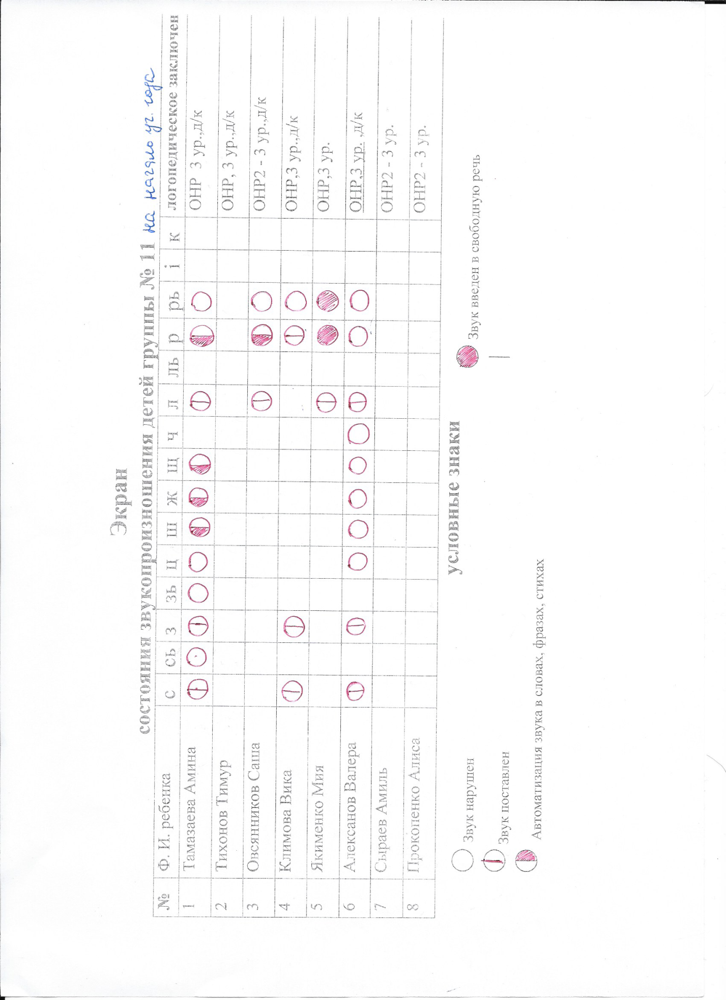 Экран
состояния звукопроизношения детей группы № 11 на начало уч. года
№ Ф. И. ребенка с сь з зь ц ш ж щ ч л ль р рь і к логопедическое заключен
1 Тамазаева Амина ОНР 3 ур.,д/к
2 Тихонов Тимур ОНР, 3 ур.,д/к
3 Овсянников Саша ОНР2 - 3 ур.,д/к
4 Климова Вика ОНР,3 ур.,д/к
5 Якименко Мия ОНР,3 ур.
6 Алексанов Валера ОНР,3 ур. ,д/к
7 Сыраев Амиль ОНР2 - 3 ур.
8 Прокопенко Алиса ОНР2 - 3 ур.
условные знаки
Звук нарушен Звук введен в свободную речь
Звук поставлен
Автоматизация звука в словах, фразах, стихах